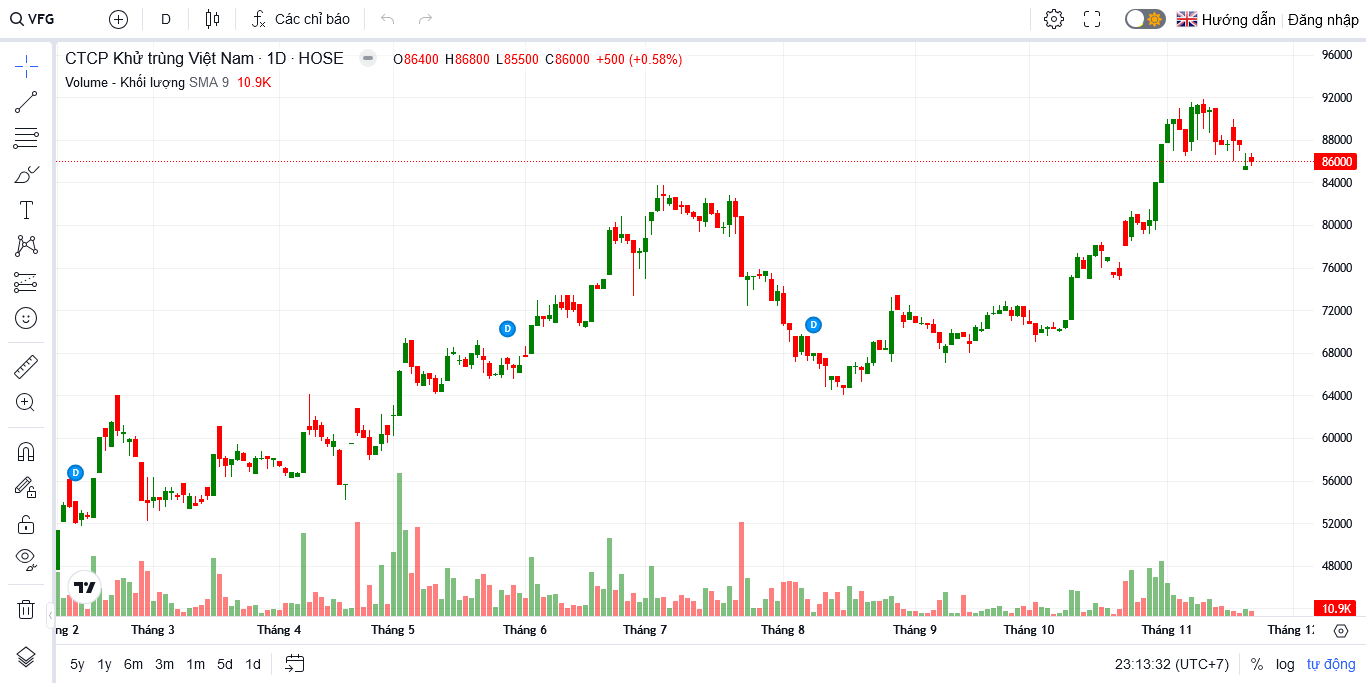 VFG D Các chỉ báo Hướng dẫn Đăng nhập
CTCP Khử trùng Việt Nam · 1D · HOSE O86400 H86800 L85500 C86000 +500 (+0.58%)
Volume - Khối lượng SMA 9 10.9K
96000
92000
88000
86000
84000
80000
76000
72000
68000
64000
60000
56000
52000
48000
10.9K
D
D
D
ng 2 Tháng 3 Tháng 4 Tháng 5 Tháng 6 Tháng 7 Tháng 8 Tháng 9 Tháng 10 Tháng 11 Tháng 12
5y 1y 6m 3m 1m 5d 1d 23:13:32 (UTC+7) % log tự động